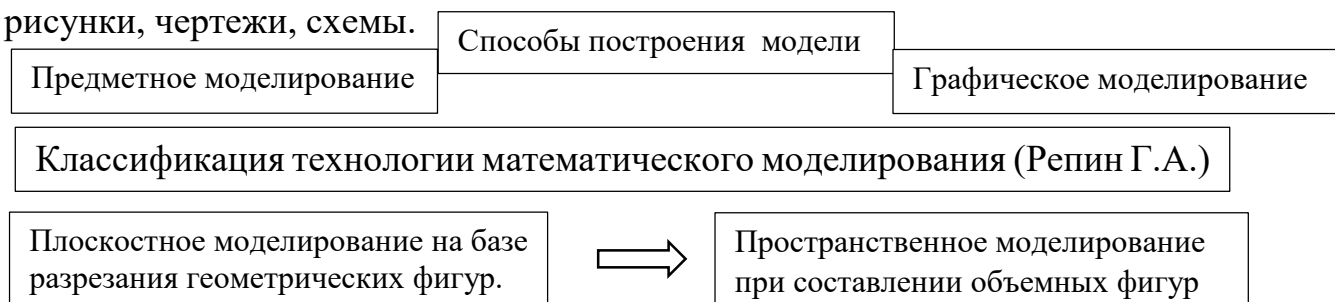 рисунки, чертежи, схемы.
Способы построения модели
Предметное моделирование
Графическое моделирование
Классификация технологии математического моделирования (Репин Г.А.)
Плоскостное моделирование на базе
разрезания геометрических фигур.
Пространственное моделирование
при составлении объемных фигур